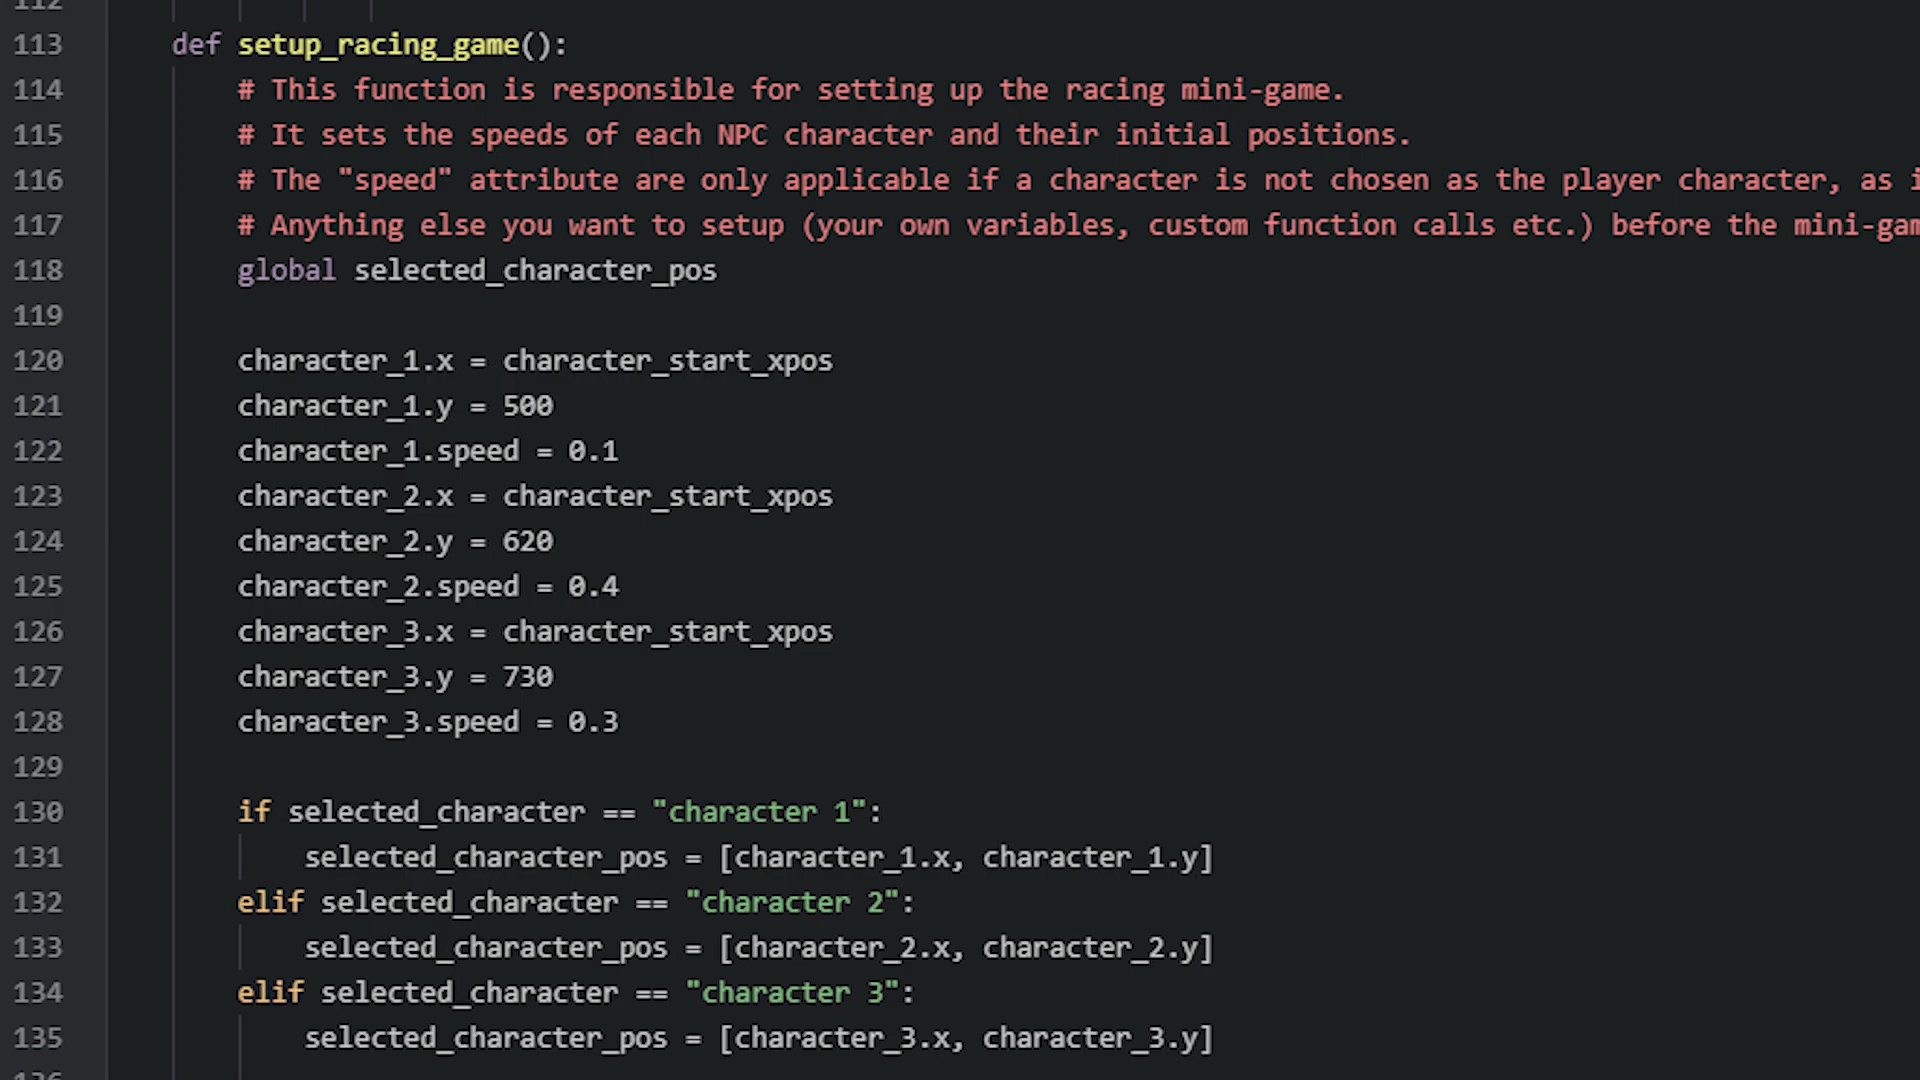 112
113 def setup_racing_game():
114 # This function is responsible for setting up the racing mini-game.
115 # It sets the speeds of each NPC character and their initial positions.
116 # The "speed" attribute are only applicable if a character is not chosen as the player character, as
117 # Anything else you want to setup (your own variables, custom function calls etc.) before the mini-gam
118 global selected_character_pos
119
120 character_1.x = character_start_xpos
121 character_1.y = 500
122 character_1.speed = 0.1
123 character_2.x = character_start_xpos
124 character_2.y = 620
125 character_2.speed = 0.4
126 character_3.x = character_start_xpos
127 character_3.y = 730
128 character_3.speed = 0.3
129
130 if selected_character == "character 1":
131 selected_character_pos = [character_1.x, character_1.y]
132 elif selected_character == "character 2":
133 selected_character_pos = [character_2.x, character_2.y]
134 elif selected_character == "character 3":
135 selected_character_pos = [character_3.x, character_3.y]